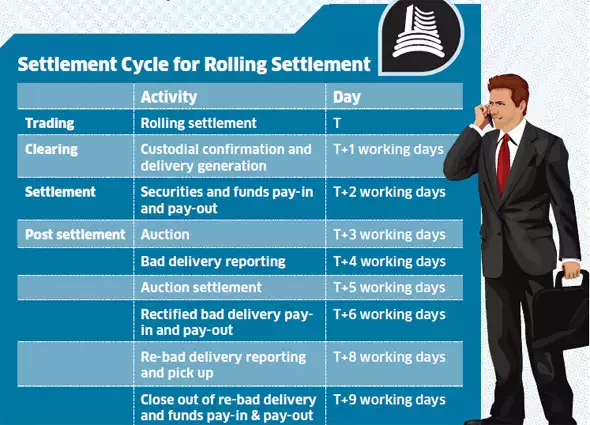 Settlement Cycle for Rolling Settlement
Activity Day
Trading Rolling settlement T
Clearing Custodial confirmation and T+1 working days
delivery generation
Settlement Securities and funds pay-in T+2 working days
and pay-out
Post settlement Auction T+3 working days
Bad delivery reporting T+4 working days
Auction settlement T+5 working days
Rectified bad delivery pay- T+6 working days
in and pay-out
Re-bad delivery reporting T+8 working days
and pick up
Close out of re-bad delivery T+9 working days
and funds pay-in & pay-out